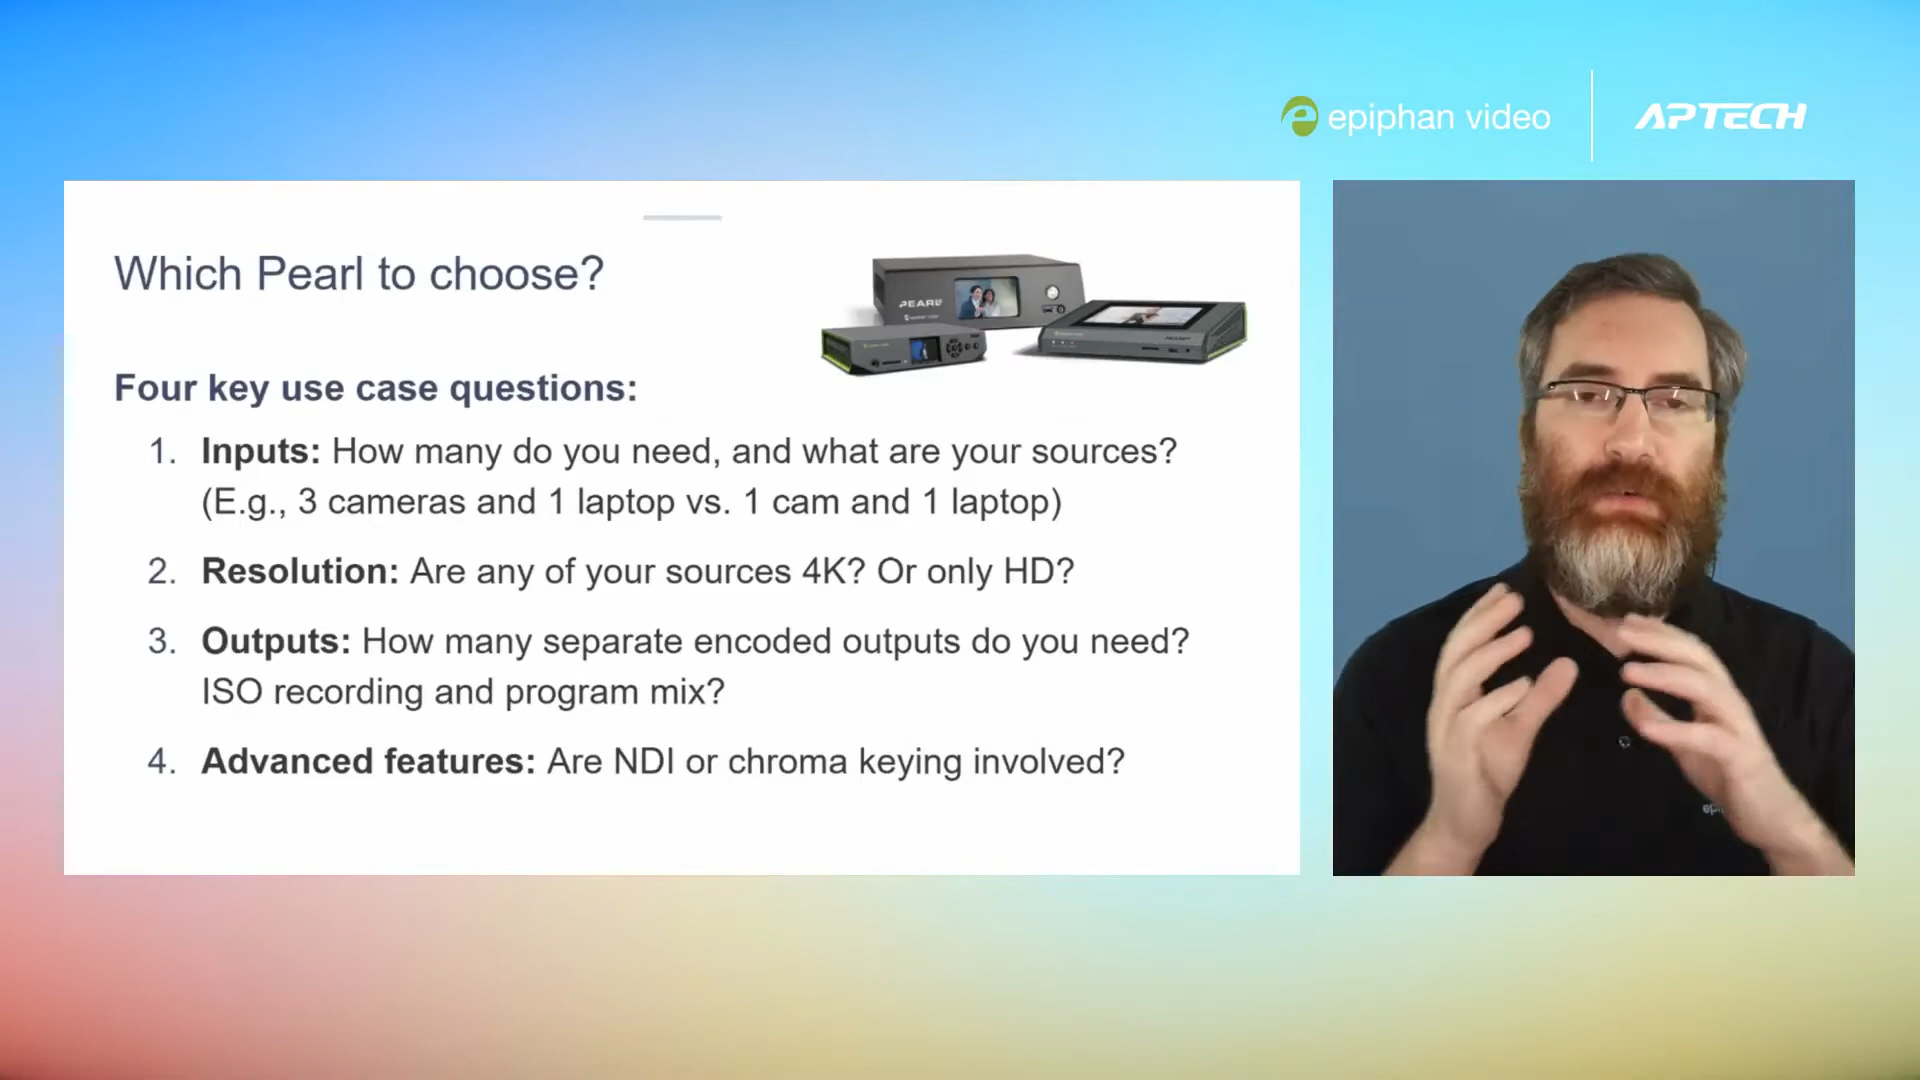 epiphan video
APTECH
Which Pearl to choose?
PEARL
Four key use case questions:
1. Inputs: How many do you need, and what are your sources?
(E.g., 3 cameras and 1 laptop vs. 1 cam and 1 laptop)
2. Resolution: Are any of your sources 4K? Or only HD?
3. Outputs: How many separate encoded outputs do you need?
ISO recording and program mix?
4. Advanced features: Are NDI or chroma keying involved?